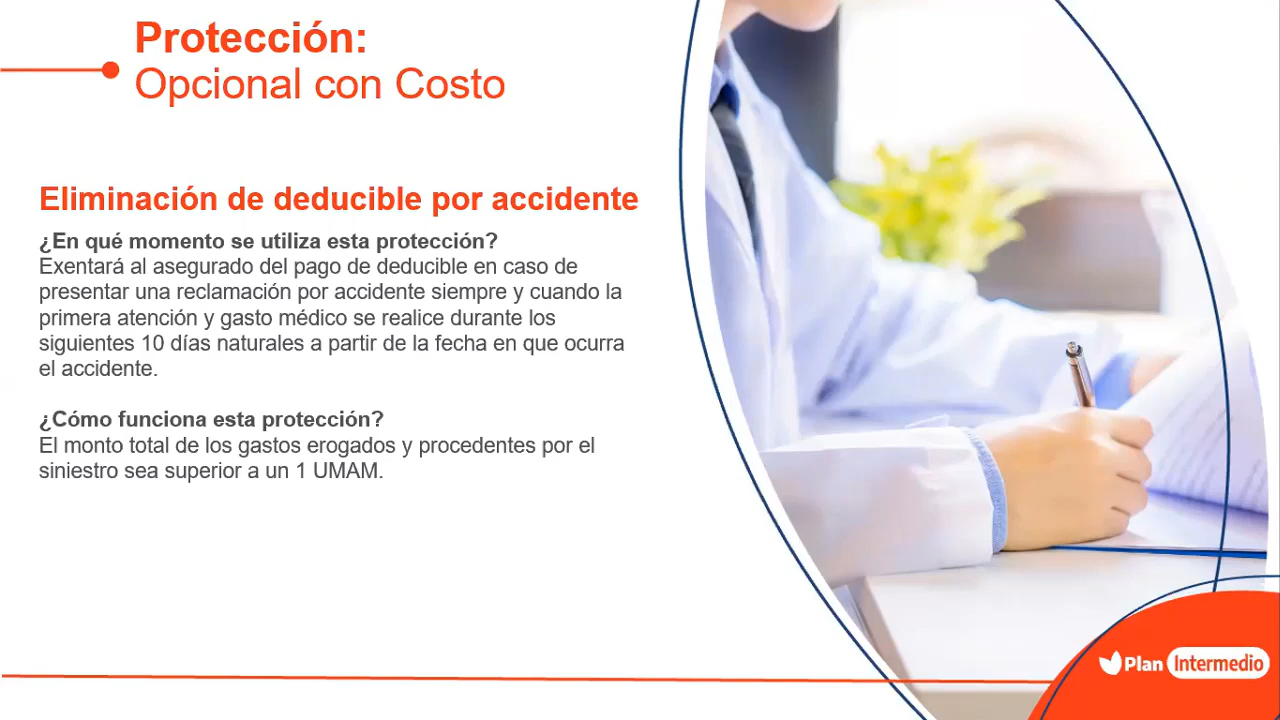 Protección:
Opcional con Costo
Eliminación de deducible por accidente
¿En qué momento se utiliza esta protección?
Exentará al asegurado del pago de deducible en caso de
presentar una reclamación por accidente siempre y cuando la
primera atención y gasto médico se realice durante los
siguientes 10 días naturales a partir de la fecha en que ocurra
el accidente.
¿Cómo funciona esta protección?
El monto total de los gastos erogados y procedentes por el
siniestro sea superior a un 1 UMAM.
Plan Intermedio